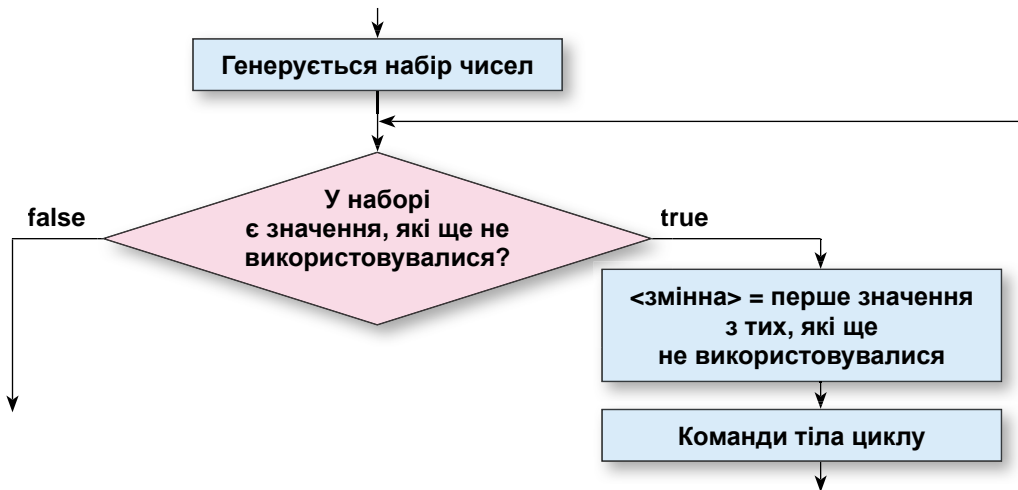 Генерується набір чисел
У наборі
є значення, які ще не
використовувалися?
false
true
<змінна> = перше значення
з тих, які ще
не використовувалися
Команди тіла циклу